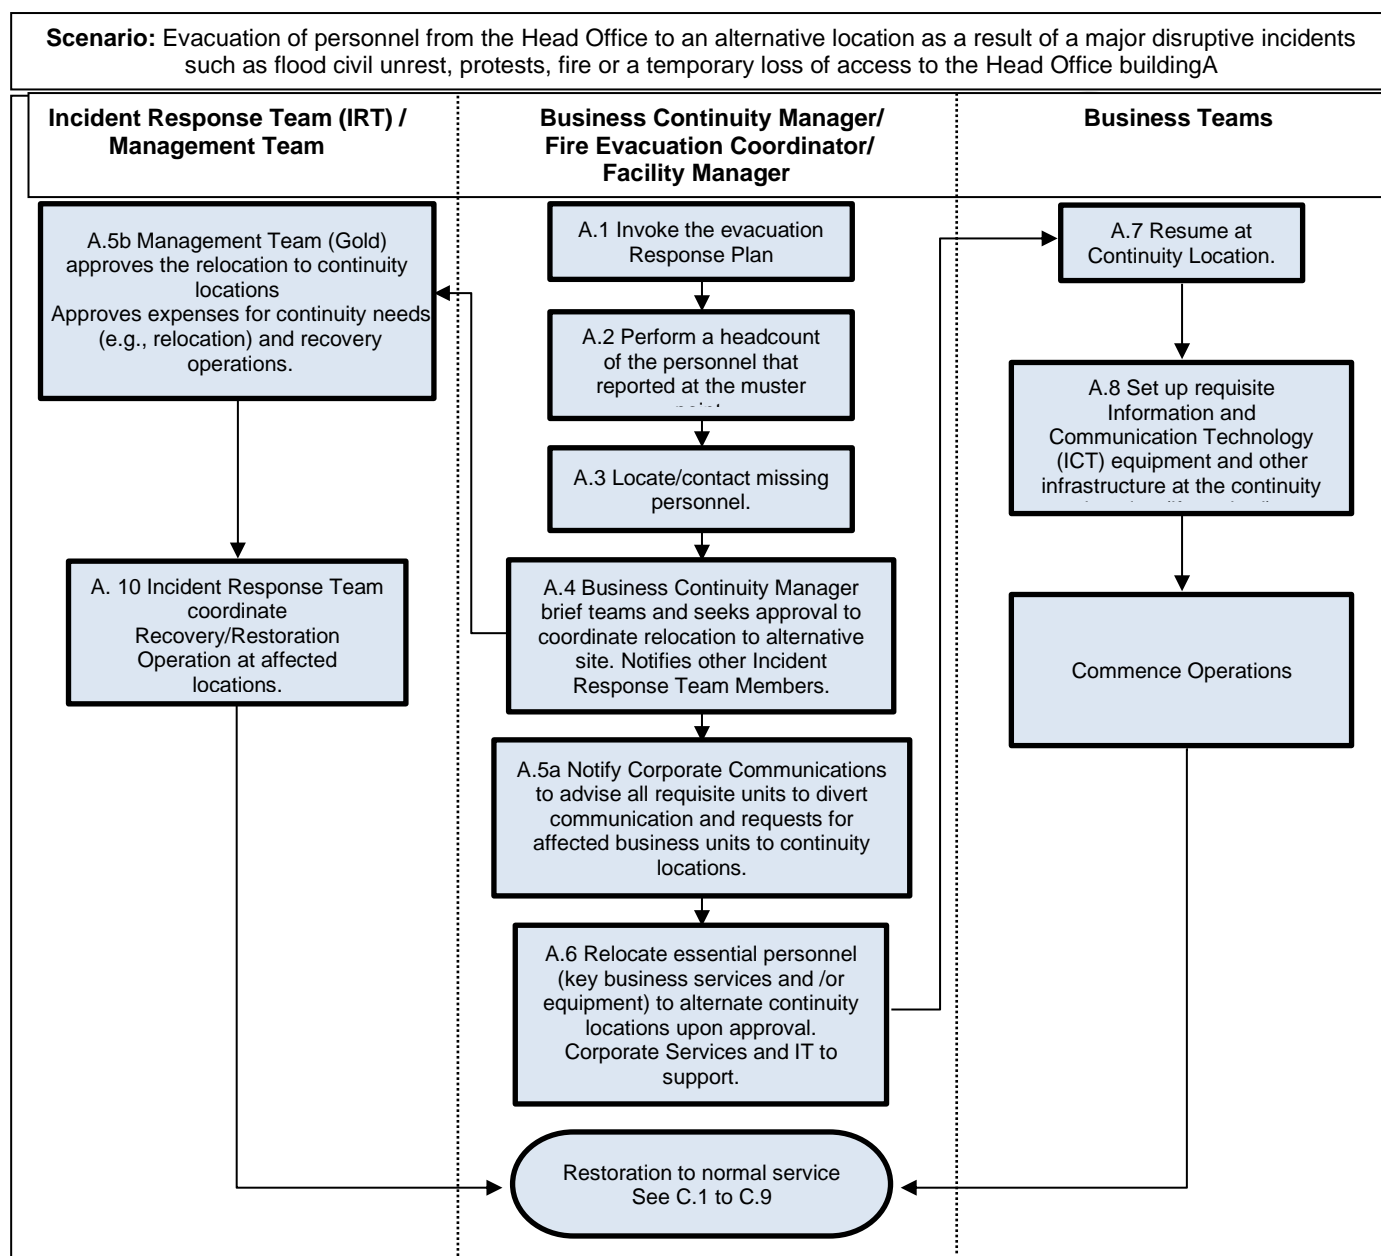 Scenario: Evacuation of personnel from the Head Office to an alternative location as a result of a major disruptive incidents
such as flood civil unrest, protests, fire or a temporary loss of access to the Head Office buildingA
Incident Response Team (IRT) /
Management Team
Business Continuity Manager/
Fire Evacuation Coordinator/
Facility Manager
Business Teams
A.5b Management Team (Gold)
approves the relocation to continuity
locations
Approves expenses for continuity needs
(e.g., relocation) and recovery
operations.
A. 10 Incident Response Team
coordinate
Recovery/Restoration
Operation at affected
locations.
A.1 Invoke the evacuation
Response Plan
A.2 Perform a headcount
of the personnel that
reported at the muster
A.3 Locate/contact missing
personnel.
A.4 Business Continuity Manager
brief teams and seeks approval to
coordinate relocation to alternative
site. Notifies other Incident
Response Team Members.
A.5a Notify Corporate Communications
to advise all requisite units to divert
communication and requests for
affected business units to continuity
locations.
A.6 Relocate essential personnel
(key business services and /or
equipment) to alternate continuity
locations upon approval.
Corporate Services and IT to
support.
A.7 Resume at
Continuity Location.
A.8 Set up requisite
Information and
Communication Technology
(ICT) equipment and other
infrastructure at the continuity
Commence Operations
Restoration to normal service
See C.1 to C.9